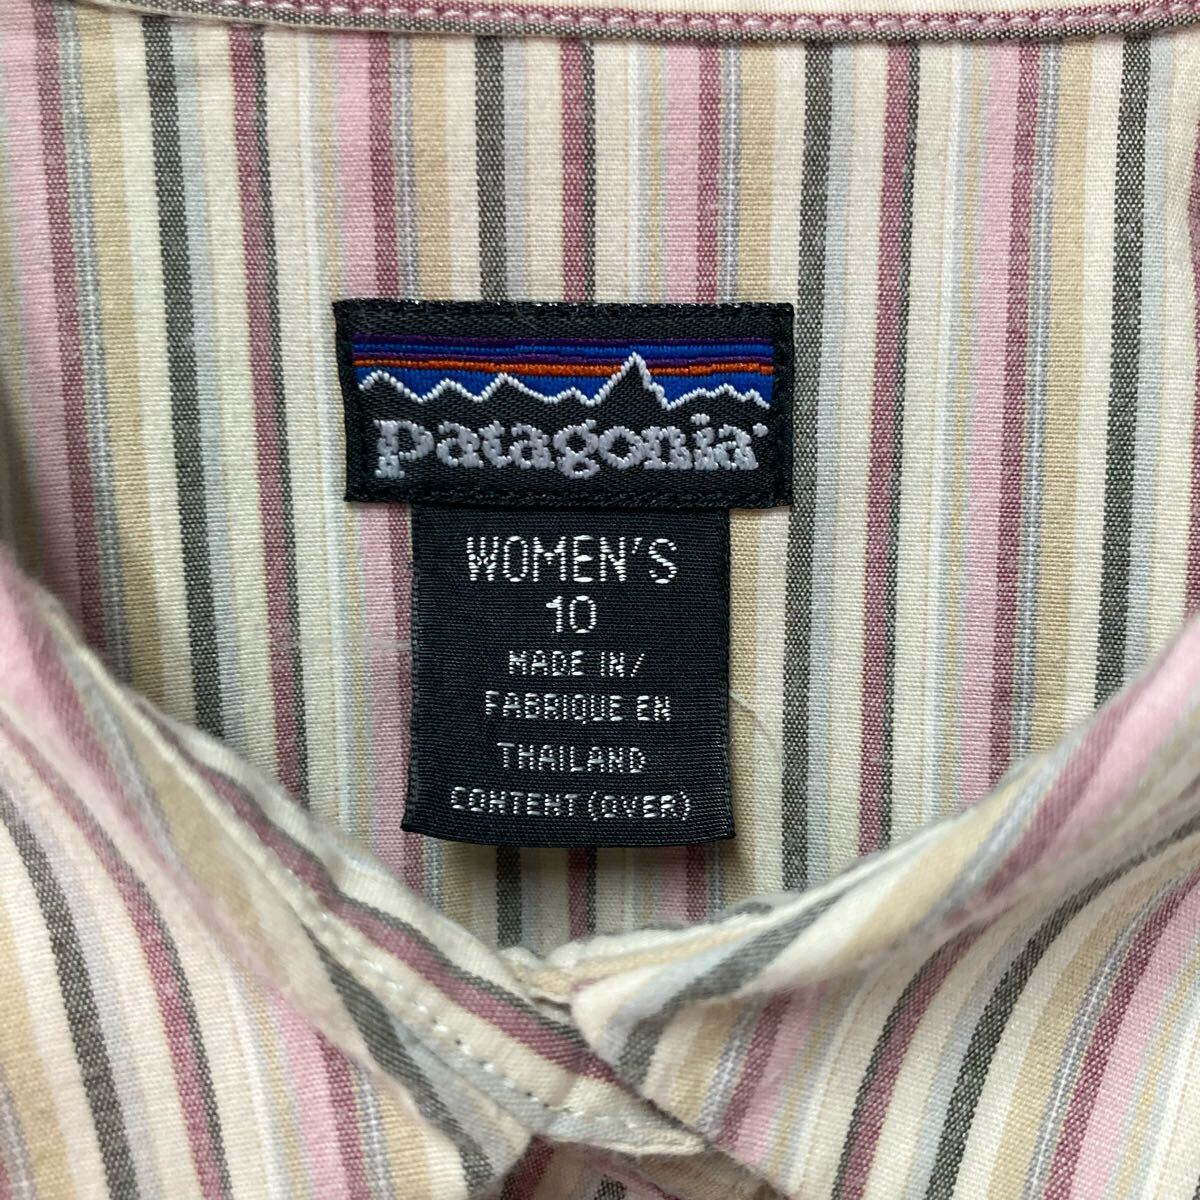 patagonia®
WOMEN'S
10
MADE IN/
FABRIQUE EN
THAILAND
CONTENT (OVER)